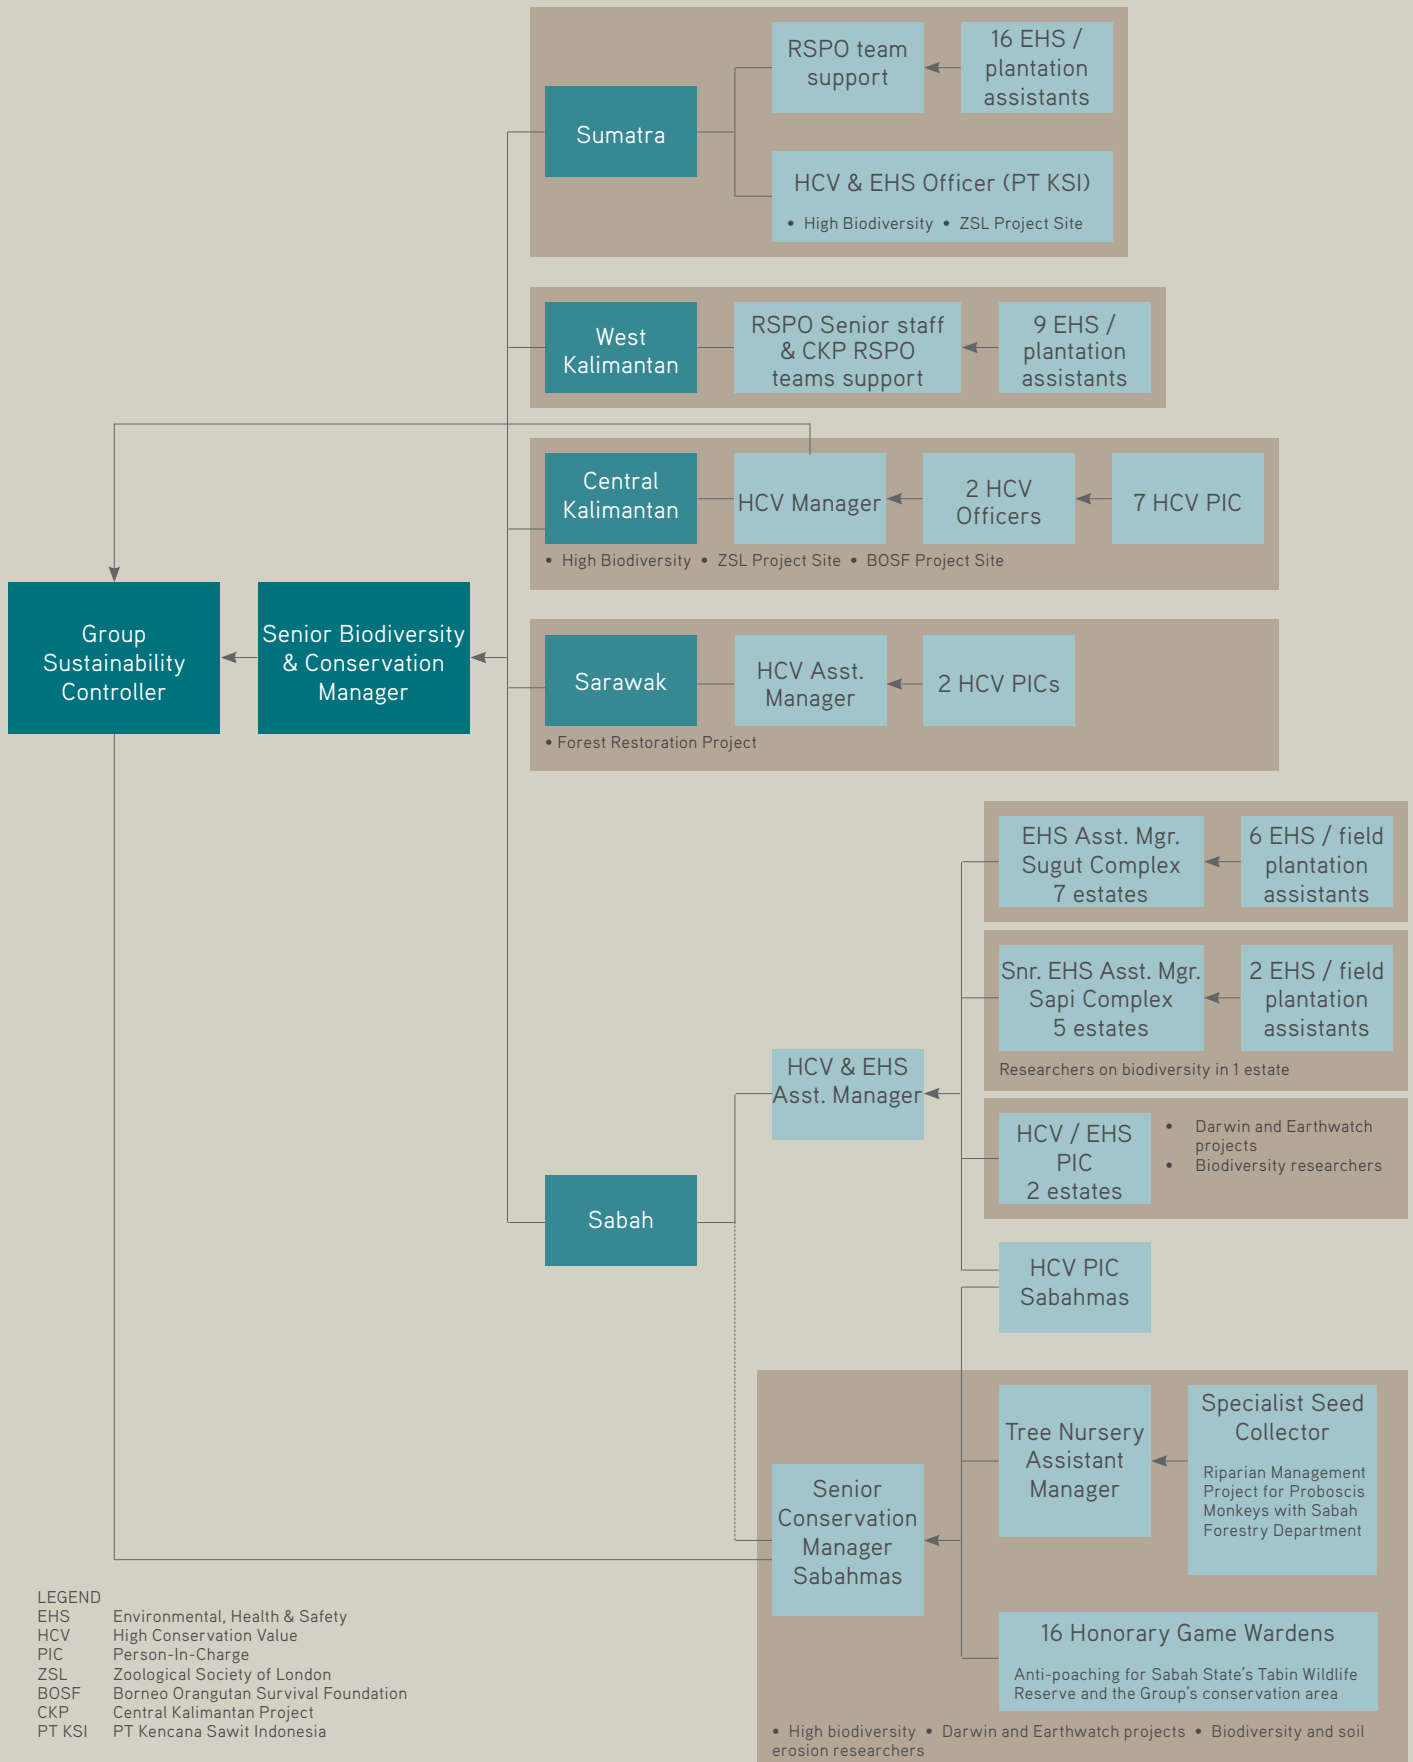 RSPO team
support
16 EHS /
plantation
assistants
Sumatra
HCV & EHS Officer (PT KSI)
• High Biodiversity • ZSL Project Site
West
Kalimantan
RSPO Senior staff
& CKP RSPO
teams support
9 EHS /
plantation
assistants
Central
Kalimantan
HCV Manager
2 HCV
Officers
7 HCV PIC
• High Biodiversity • ZSL Project Site • BOSF Project Site
Group
Sustainability
Controller
Senior Biodiversity
& Conservation
Manager
Sarawak
HCV Asst.
Manager
2 HCV PICs
• Forest Restoration Project
EHS Asst. Mgr.
Sugut Complex
7 estates
6 EHS / field
plantation
assistants
Snr. EHS Asst. Mgr.
Sapi Complex
5 estates
2 EHS / field
plantation
assistants
Researchers on biodiversity in 1 estate
HCV & EHS
Asst. Manager
HCV / EHS
PIC
2 estates
• Darwin and Earthwatch
projects
• Biodiversity researchers
Sabah
HCV PIC
Sabahmas
Senior
Conservation
Manager
Sabahmas
Tree Nursery
Assistant
Manager
Specialist Seed
Collector
Riparian Management
Project for Proboscis
Monkeys with Sabah
Forestry Department
16 Honorary Game Wardens
Anti-poaching for Sabah State's Tabin Wildlife
Reserve and the Group's conservation area
• High biodiversity • Darwin and Earthwatch projects • Biodiversity and soil
erosion researchers
LEGEND
EHS Environmental, Health & Safety
HCV High Conservation Value
PIC Person-In-Charge
ZSL Zoological Society of London
BOSF Borneo Orangutan Survival Foundation
CKP Central Kalimantan Project
PT KSI PT Kencana Sawit Indonesia